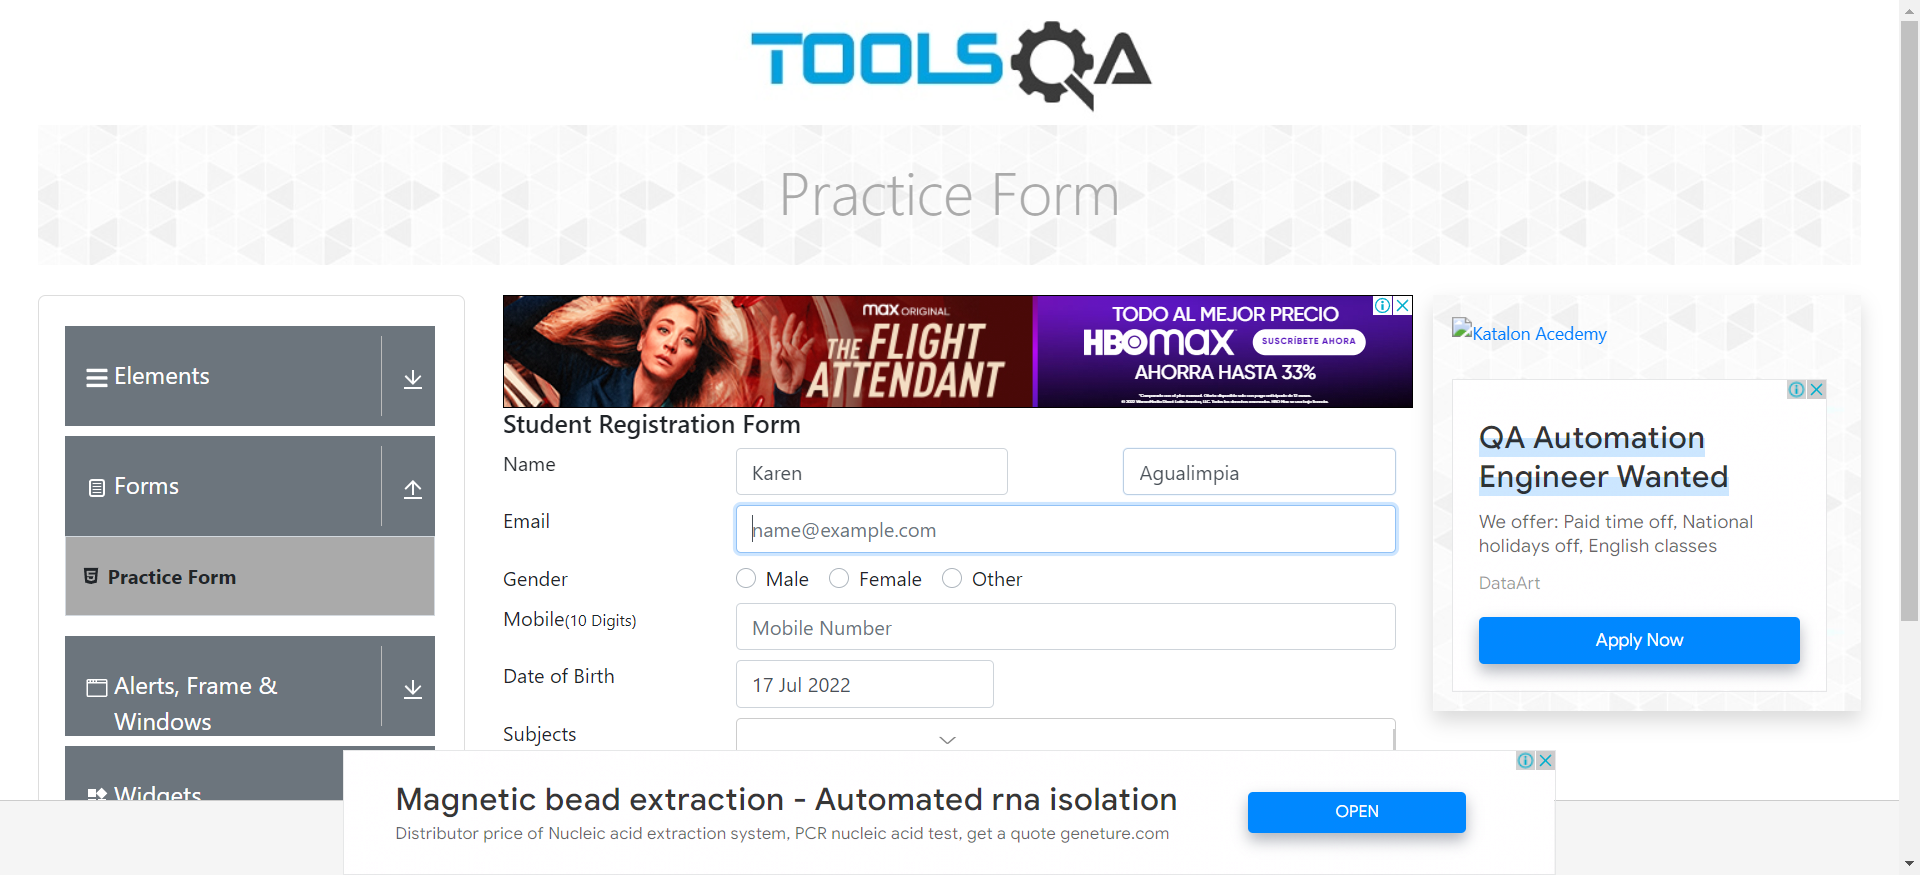 TOOLSQA
Practice Form
Elements
Forms
Practice Form
Alerts, Frame &
Windows
Widgets
max ORIGINAL
THE FLIGHT
ATTENDANT
TODO AL MEJOR PRECIO
HBOmax
SUSCRÍBETE AHORA
AHORRA HASTA 33%
Student Registration Form
Name
Karen
Agualimpia
Email
name@example.com
Gender
Male
Female
Other
Mobile(10 Digits)
Mobile Number
Date of Birth
17 Jul 2022
Subjects
Katalon Acedemy
QA Automation
Engineer Wanted
We offer: Paid time off, National
holidays off, English classes
DataArt
Apply Now
Magnetic bead extraction - Automated rna isolation
Distributor price of Nucleic acid extraction system, PCR nucleic acid test, get a quote geneture.com
OPEN